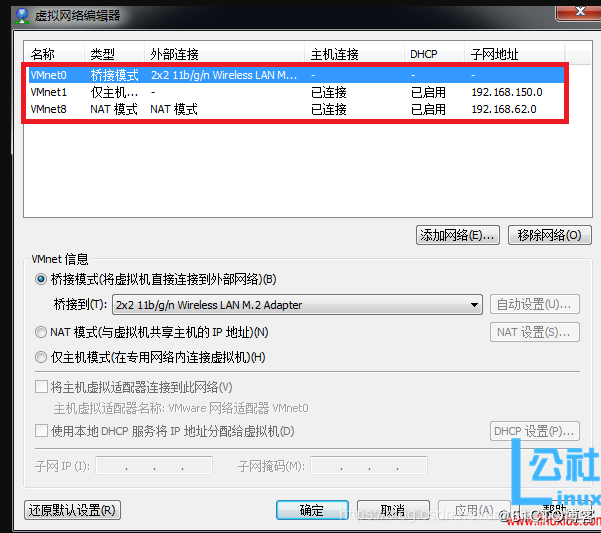 虚拟网络编辑器
名称 类型 外部连接 主机连接 DHCP 子网地址
VMnet0 桥接模式 2x2 11b/g/n Wireless LAN M... - - -
VMnet1 仅主机... - 已连接 已启用 192.168.150.0
VMnet8 NAT 模式 NAT 模式 已连接 已启用 192.168.62.0
添加网络(E)... 移除网络(O)
VMnet 信息
桥接模式(将虚拟机直接连接到外部网络)(B)
桥接到(T): 2x2 11b/g/n Wireless LAN M.2 Adapter 自动设置(U)...
NAT 模式(与虚拟机共享主机的 IP 地址)(N) NAT 设置(S)...
仅主机模式(在专用网络内连接虚拟机)(H)
将主机虚拟适配器连接到此网络(V)
主机虚拟适配器名称: VMware 网络适配器 VMnet0
使用本地 DHCP 服务将 IP 地址分配给虚拟机(D) DHCP 设置(P)...
子网 IP (I): . . . 子网掩码(M): . . .
公社
Linux
还原默认设置(R) 确定 取消 应用(A) 帮助